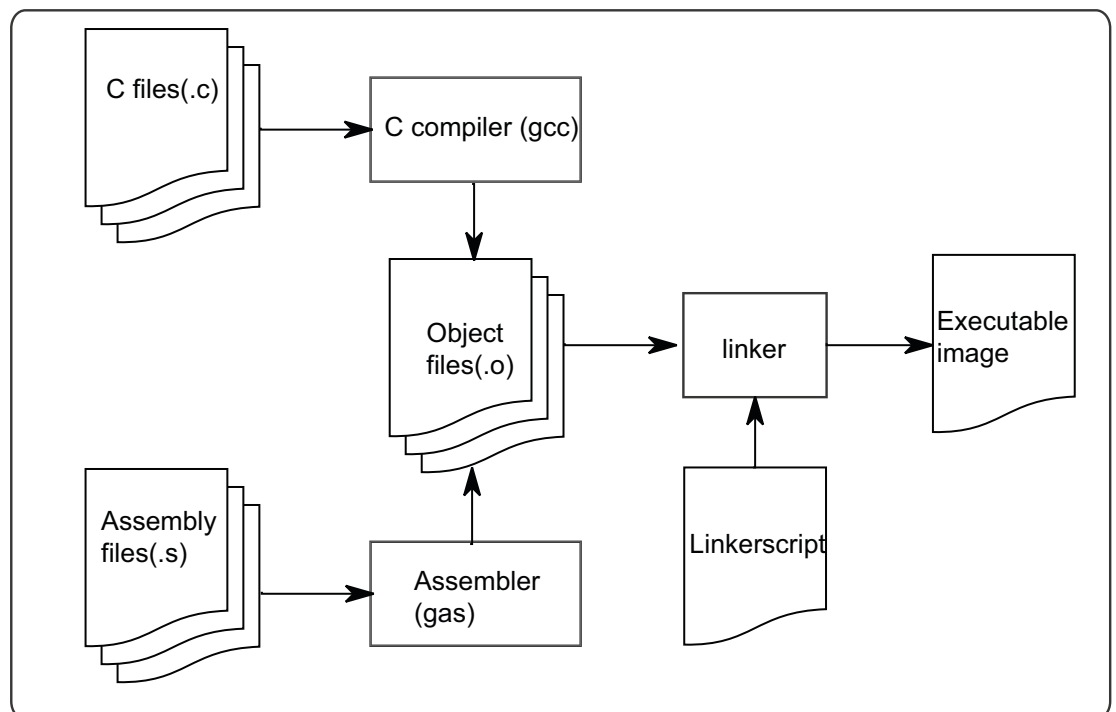 C files(.c)
C compiler (gcc)
Object
files(.o)
linker
Executable
image
Assembly
files(.s)
Assembler
(gas)
Linkerscript